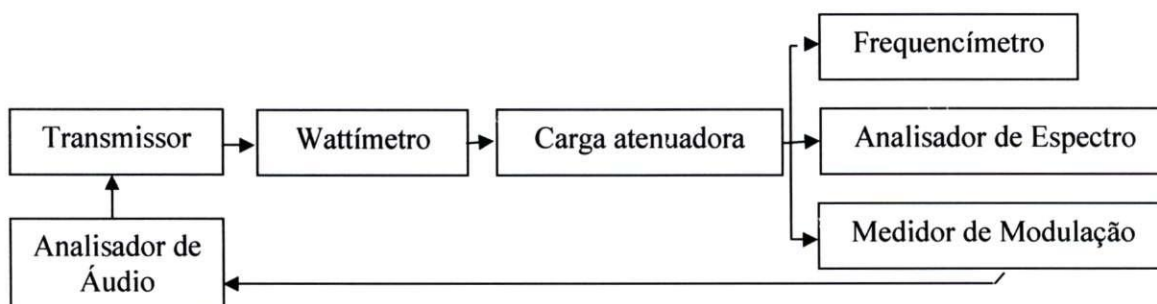 Frequencímetro
Transmissor
Wattímetro
Carga atenuadora
Analisador de Espectro
Analisador de
Áudio
Medidor de Modulação